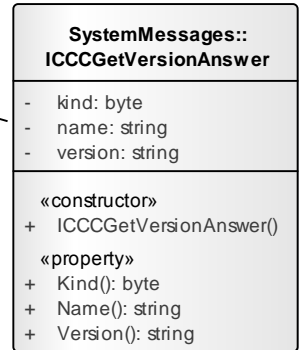 SystemMessages::
ICCCGetVersionAnswer
- kind: byte
- name: string
- version: string
«constructor»
+ ICCCGetVersionAnswer()
«property»
+ Kind(): byte
+ Name(): string
+ Version(): string